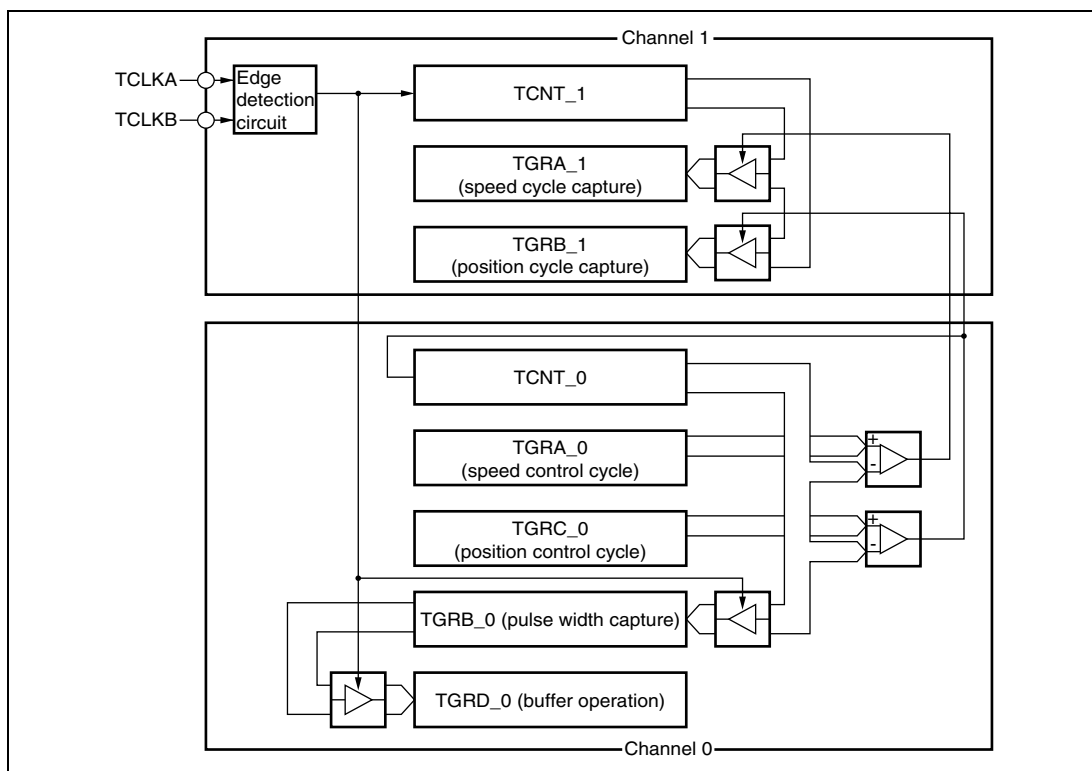 Channel 1
TCLKA
TCLKB
Edge
detection
circuit
TCNT_1
TGRA_1
(speed cycle capture)
TGRB_1
(position cycle capture)
TCNT_0
TGRA_0
(speed control cycle)
+
-
TGRC_0
(position control cycle)
+
-
TGRB_0 (pulse width capture)
TGRD_0 (buffer operation)
Channel 0